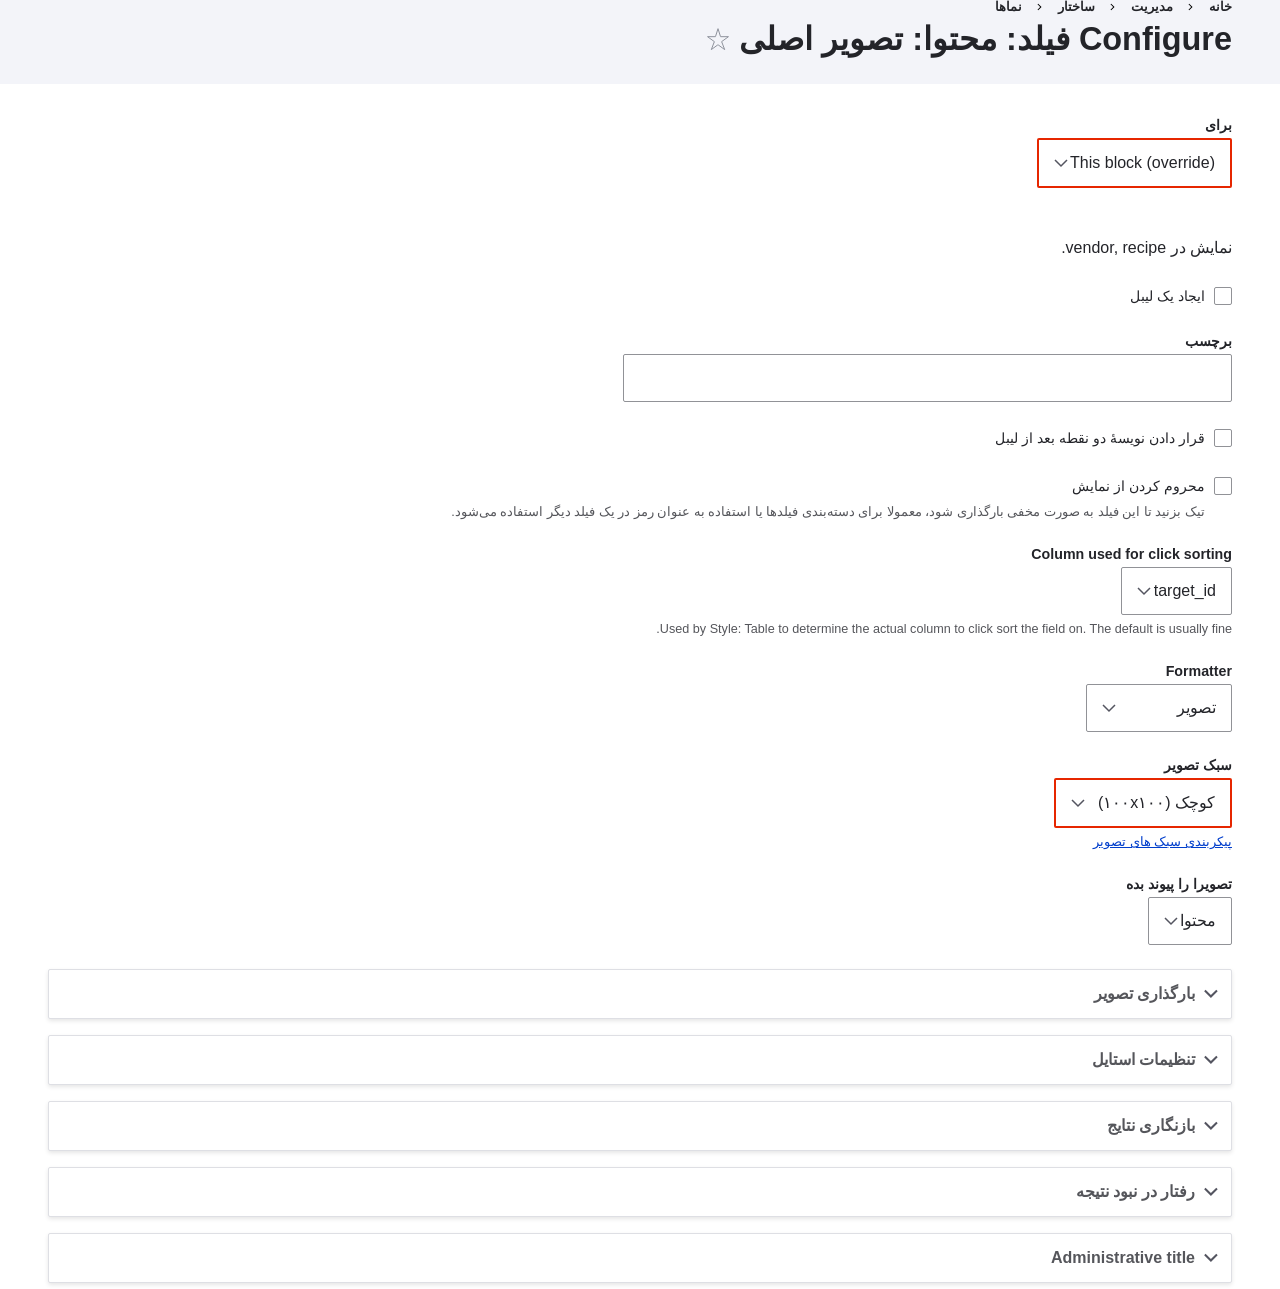 خانه › مدیریت › ساختار › نماها
Configure فیلد: محتوا: تصویر اصلی ☆
برای
This block (override)
نمایش در vendor, recipe.
ایجاد یک لیبل
برچسب
قرار دادن نویسهٔ دو نقطه بعد از لیبل
محروم کردن از نمایش
تیک بزنید تا این فیلد به صورت مخفی بارگذاری شود، معمولا برای دسته‌بندی فیلدها یا استفاده به عنوان رمز در یک فیلد دیگر استفاده می‌شود.
Column used for click sorting
target_id
Used by Style: Table to determine the actual column to click sort the field on. The default is usually fine.
Formatter
تصویر
سبک تصویر
کوچک (۱۰۰x۱۰۰)
پیکربندی سبک های تصویر
تصویرا را پیوند بده
محتوا
بارگذاری تصویر
تنظیمات استایل
بازنگاری نتایج
رفتار در نبود نتیجه
Administrative title